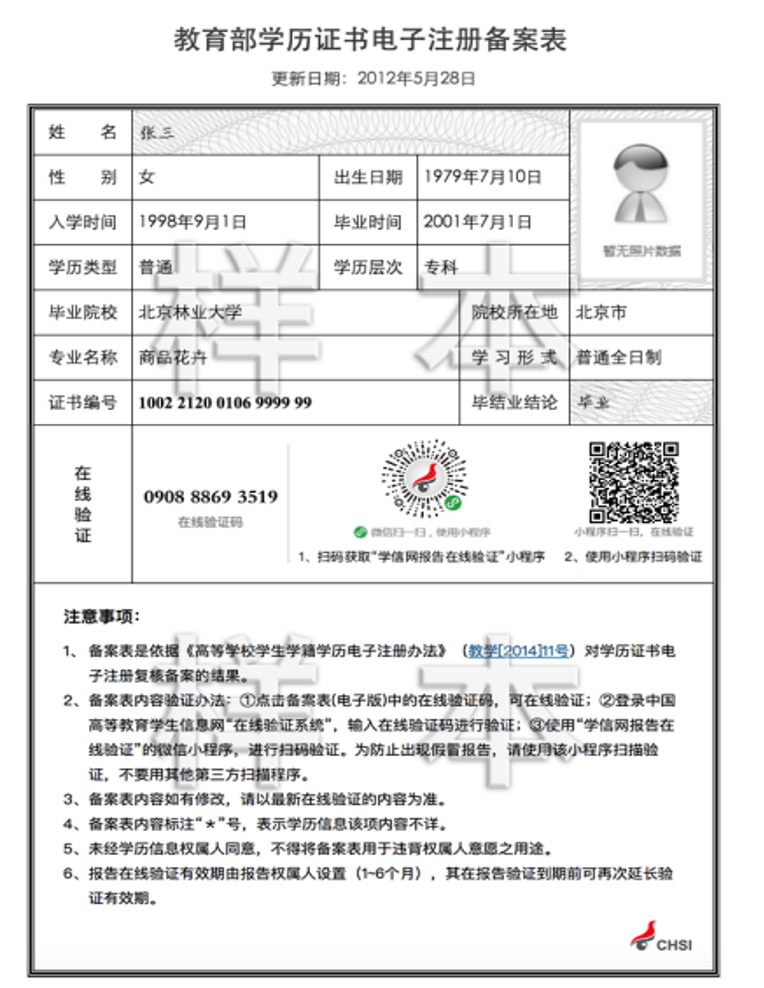 教育部学历证书电子注册备案表
更新日期：2012年5月28日
姓 名 张三
性 别 女 出生日期 1979年7月10日
入学时间 1998年9月1日 毕业时间 2001年7月1日
暂无照片数据
学历类型 普通 学历层次 专科
毕业院校 北京林业大学 院校所在地 北京市
专业名称 商品花卉 学习形式 普通全日制
证书编号 1002 2120 0106 9999 99 毕结业结论 毕业
样本
在线验证
0908 8869 3519
在线验证码
微信扫一扫，使用小程序
1、扫码获取“学信网报告在线验证”小程序
小程序扫一扫，在线验证
2、使用小程序扫码验证
注意事项：
1、备案表是依据《高等学校学生学籍学历电子注册办法》（教学[2014]11号）对学历证书电
子注册复核备案的结果。
2、备案表内容验证办法：①点击备案表(电子版)中的在线验证码，可在线验证；②登录中国
高等教育学生信息网“在线验证系统”，输入在线验证码进行验证；③使用“学信网报告在
线验证”的微信小程序，进行扫码验证。为防止出现假冒报告，请使用该小程序扫描验
证，不要用其他第三方扫描程序。
3、备案表内容如有修改，请以最新在线验证的内容为准。
4、备案表内容标注“*”号，表示学历信息该项内容不详。
5、未经学历信息权属人同意，不得将备案表用于违背权属人意愿之用途。
6、报告在线验证有效期由报告权属人设置（1~6个月），其在报告验证到期前可再次延长验
证有效期。
样本
CHSI